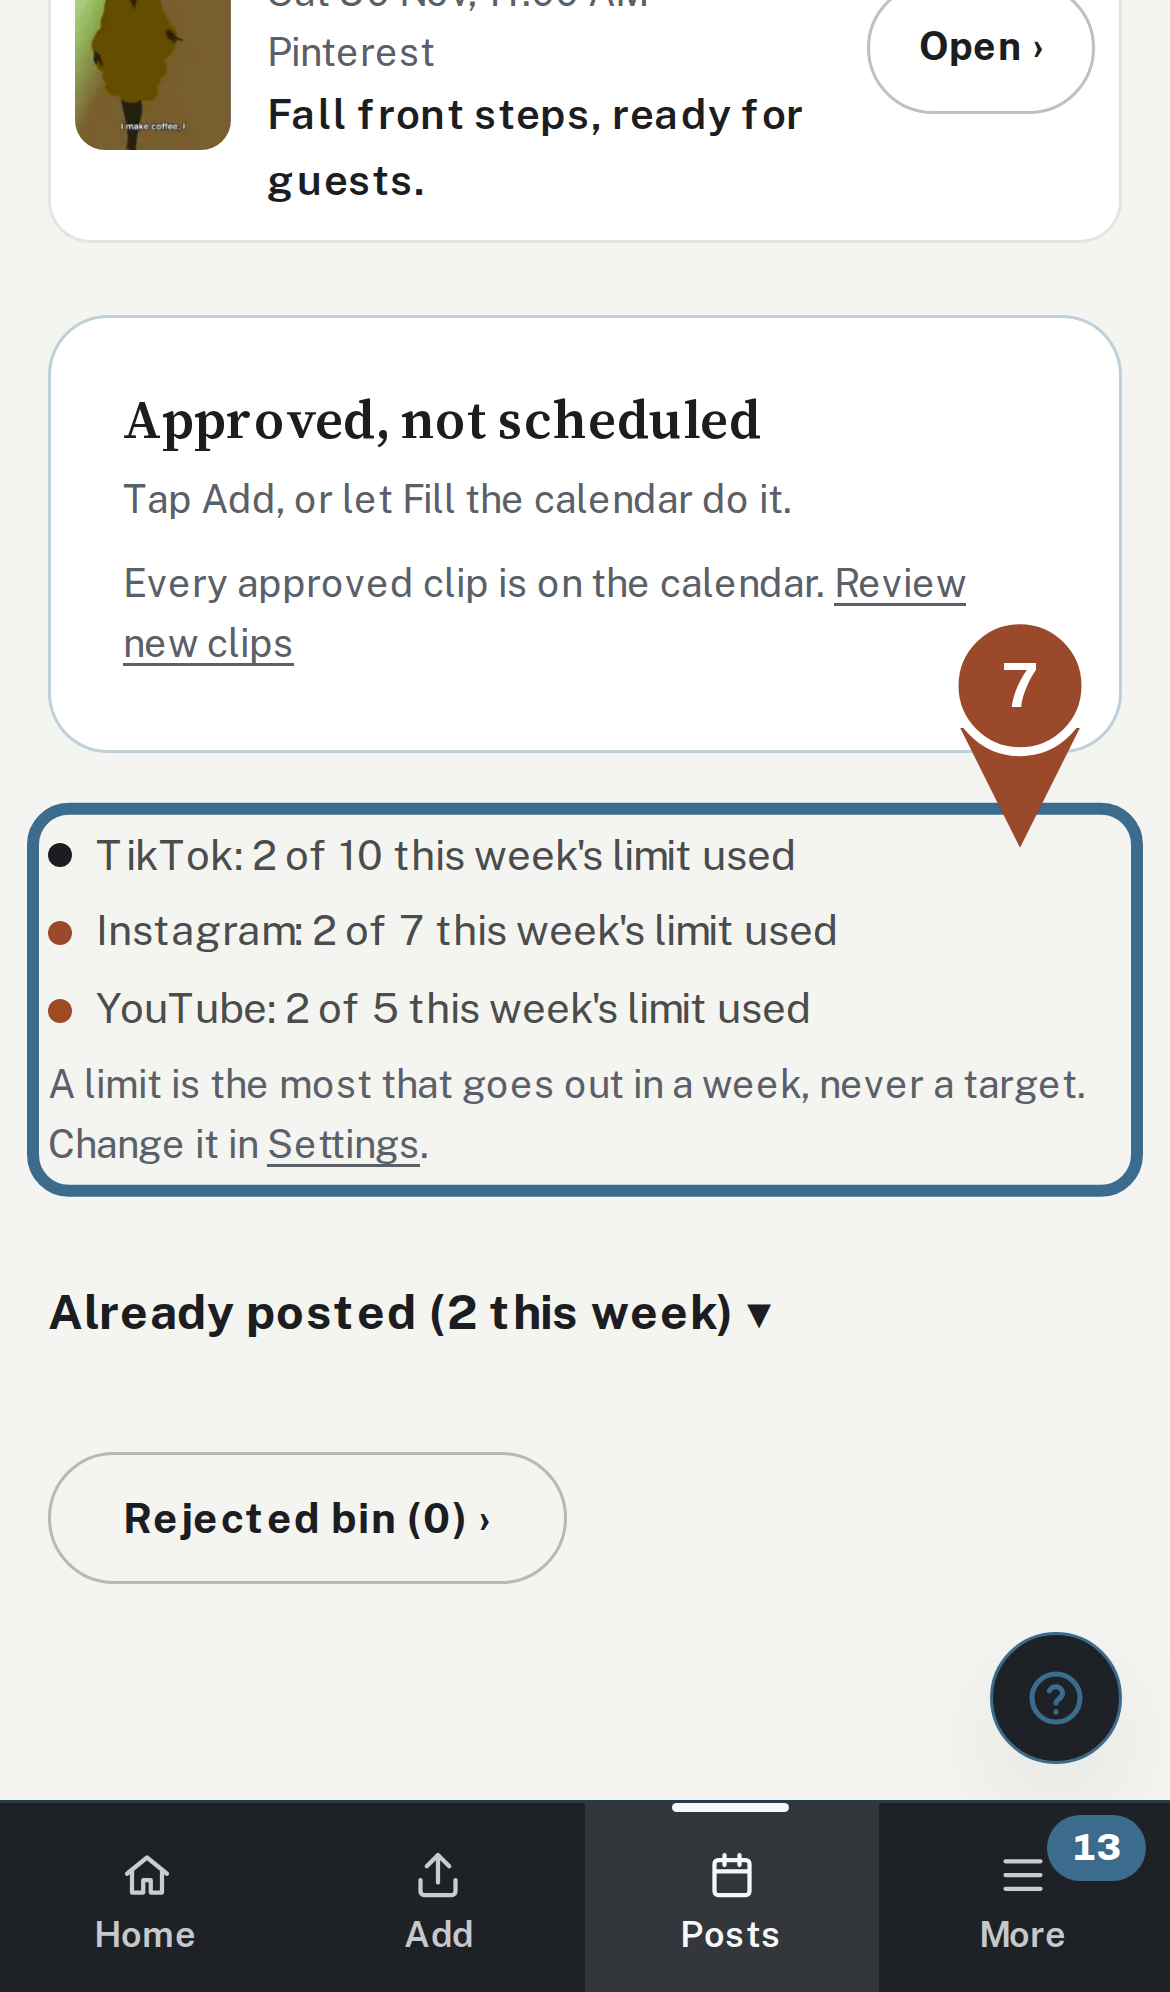 Pinterest
Open ›
Fall front steps, ready for
guests.
I make coffee. I
Approved, not scheduled
Tap Add, or let Fill the calendar do it.
Every approved clip is on the calendar. Review
new clips
7
TikTok: 2 of 10 this week's limit used
Instagram: 2 of 7 this week's limit used
YouTube: 2 of 5 this week's limit used
A limit is the most that goes out in a week, never a target.
Change it in Settings.
Already posted (2 this week) ▾
Rejected bin (0) ›
13
Home
Add
Posts
More